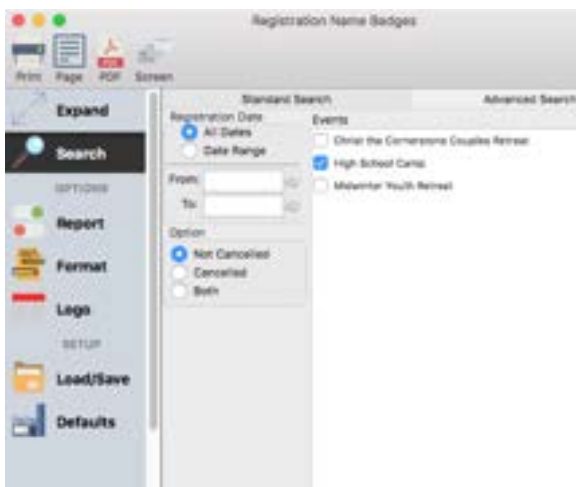 Registration Name Badges
Print Page PDF Screen
Expand
Search
OPTIONS
Report
Format
Logo
SETUP
Load/Save
Defaults
Standard Search
Advanced Search
Registration Date
All Dates
Date Range
From:
To:
Option
Not Cancelled
Cancelled
Both
Events
Christ the Cornerstone Couples Retreat
High School Camp
Midwinter Youth Retreat